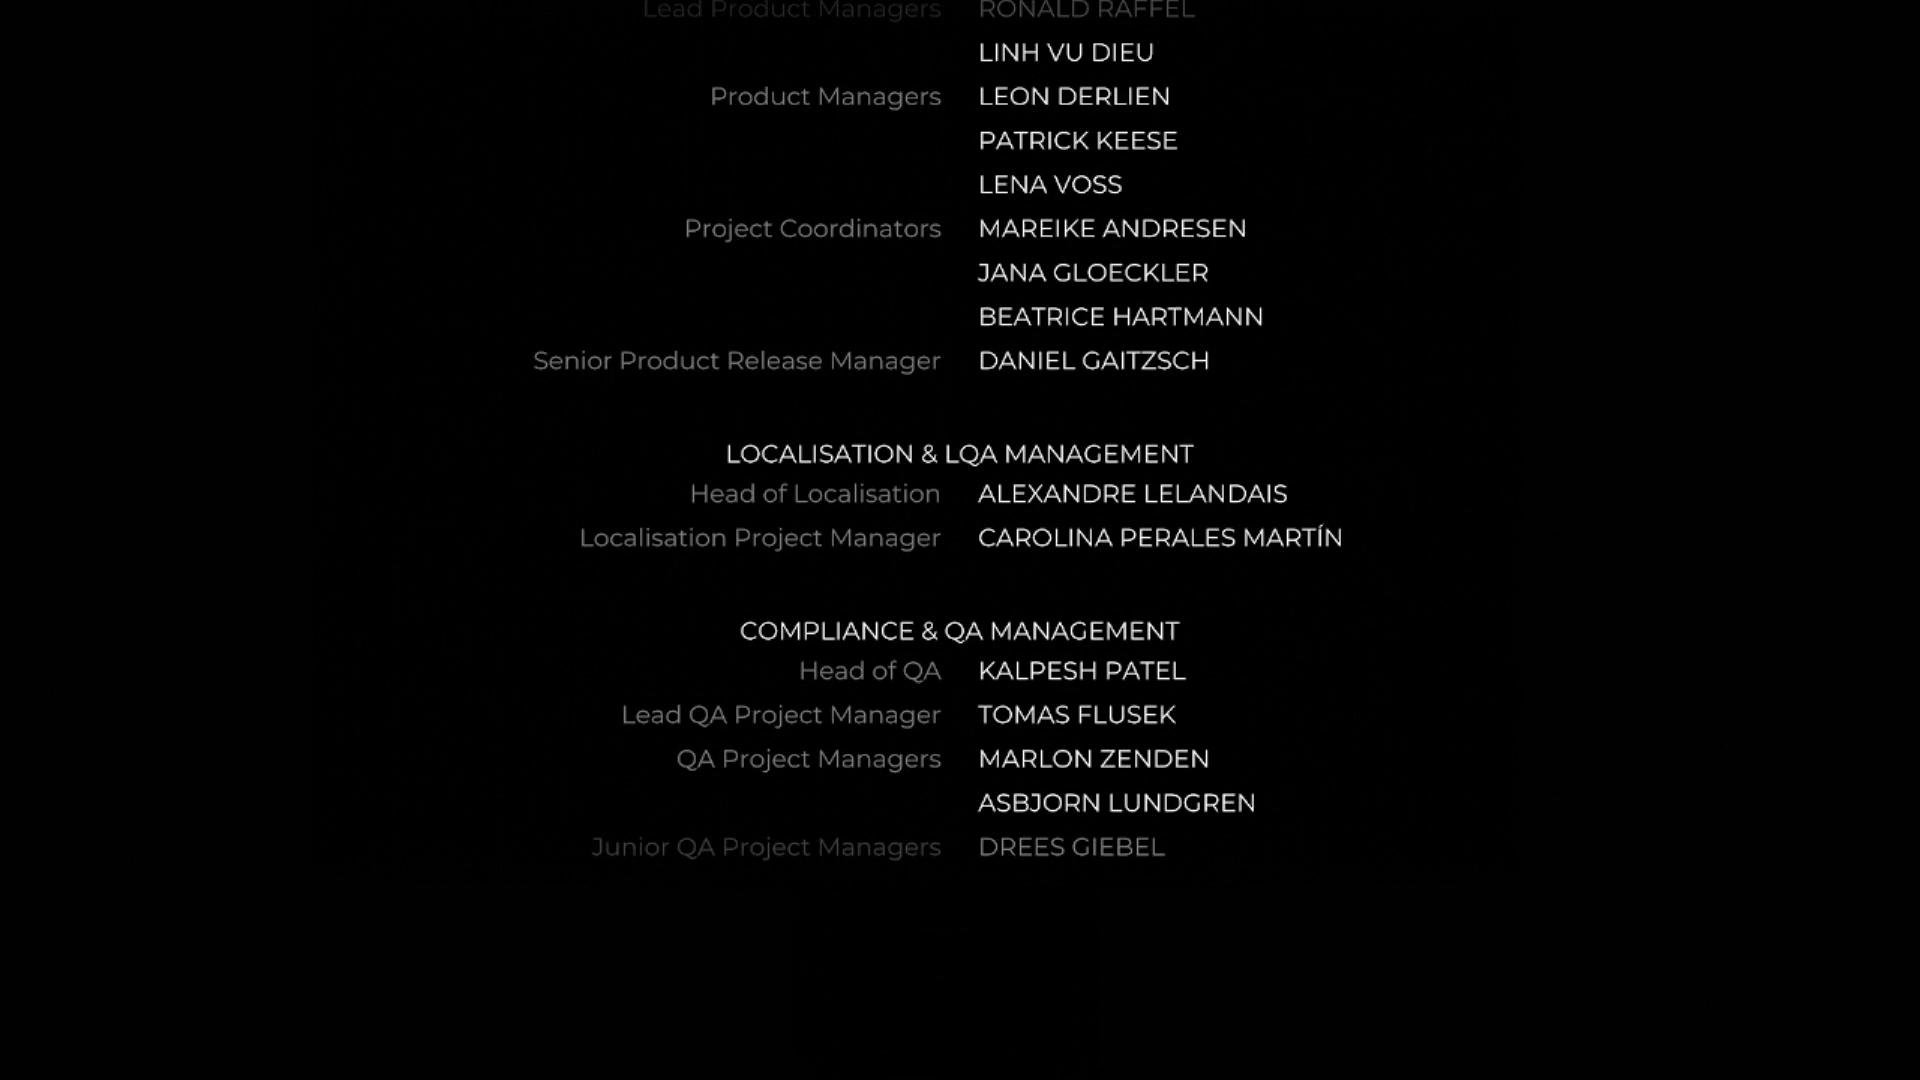 Lead Product Managers RONALD RAFFEL
LINH VU DIEU
Product Managers LEON DERLIEN
PATRICK KEESE
LENA VOSS
Project Coordinators MAREIKE ANDRESEN
JANA GLOECKLER
BEATRICE HARTMANN
Senior Product Release Manager DANIEL GAITZSCH
LOCALISATION & LQA MANAGEMENT
Head of Localisation ALEXANDRE LELANDAIS
Localisation Project Manager CAROLINA PERALES MARTÍN
COMPLIANCE & QA MANAGEMENT
Head of QA KALPESH PATEL
Lead QA Project Manager TOMAS FLUSEK
QA Project Managers MARLON ZENDEN
ASBJORN LUNDGREN
Junior QA Project Managers DREES GIEBEL